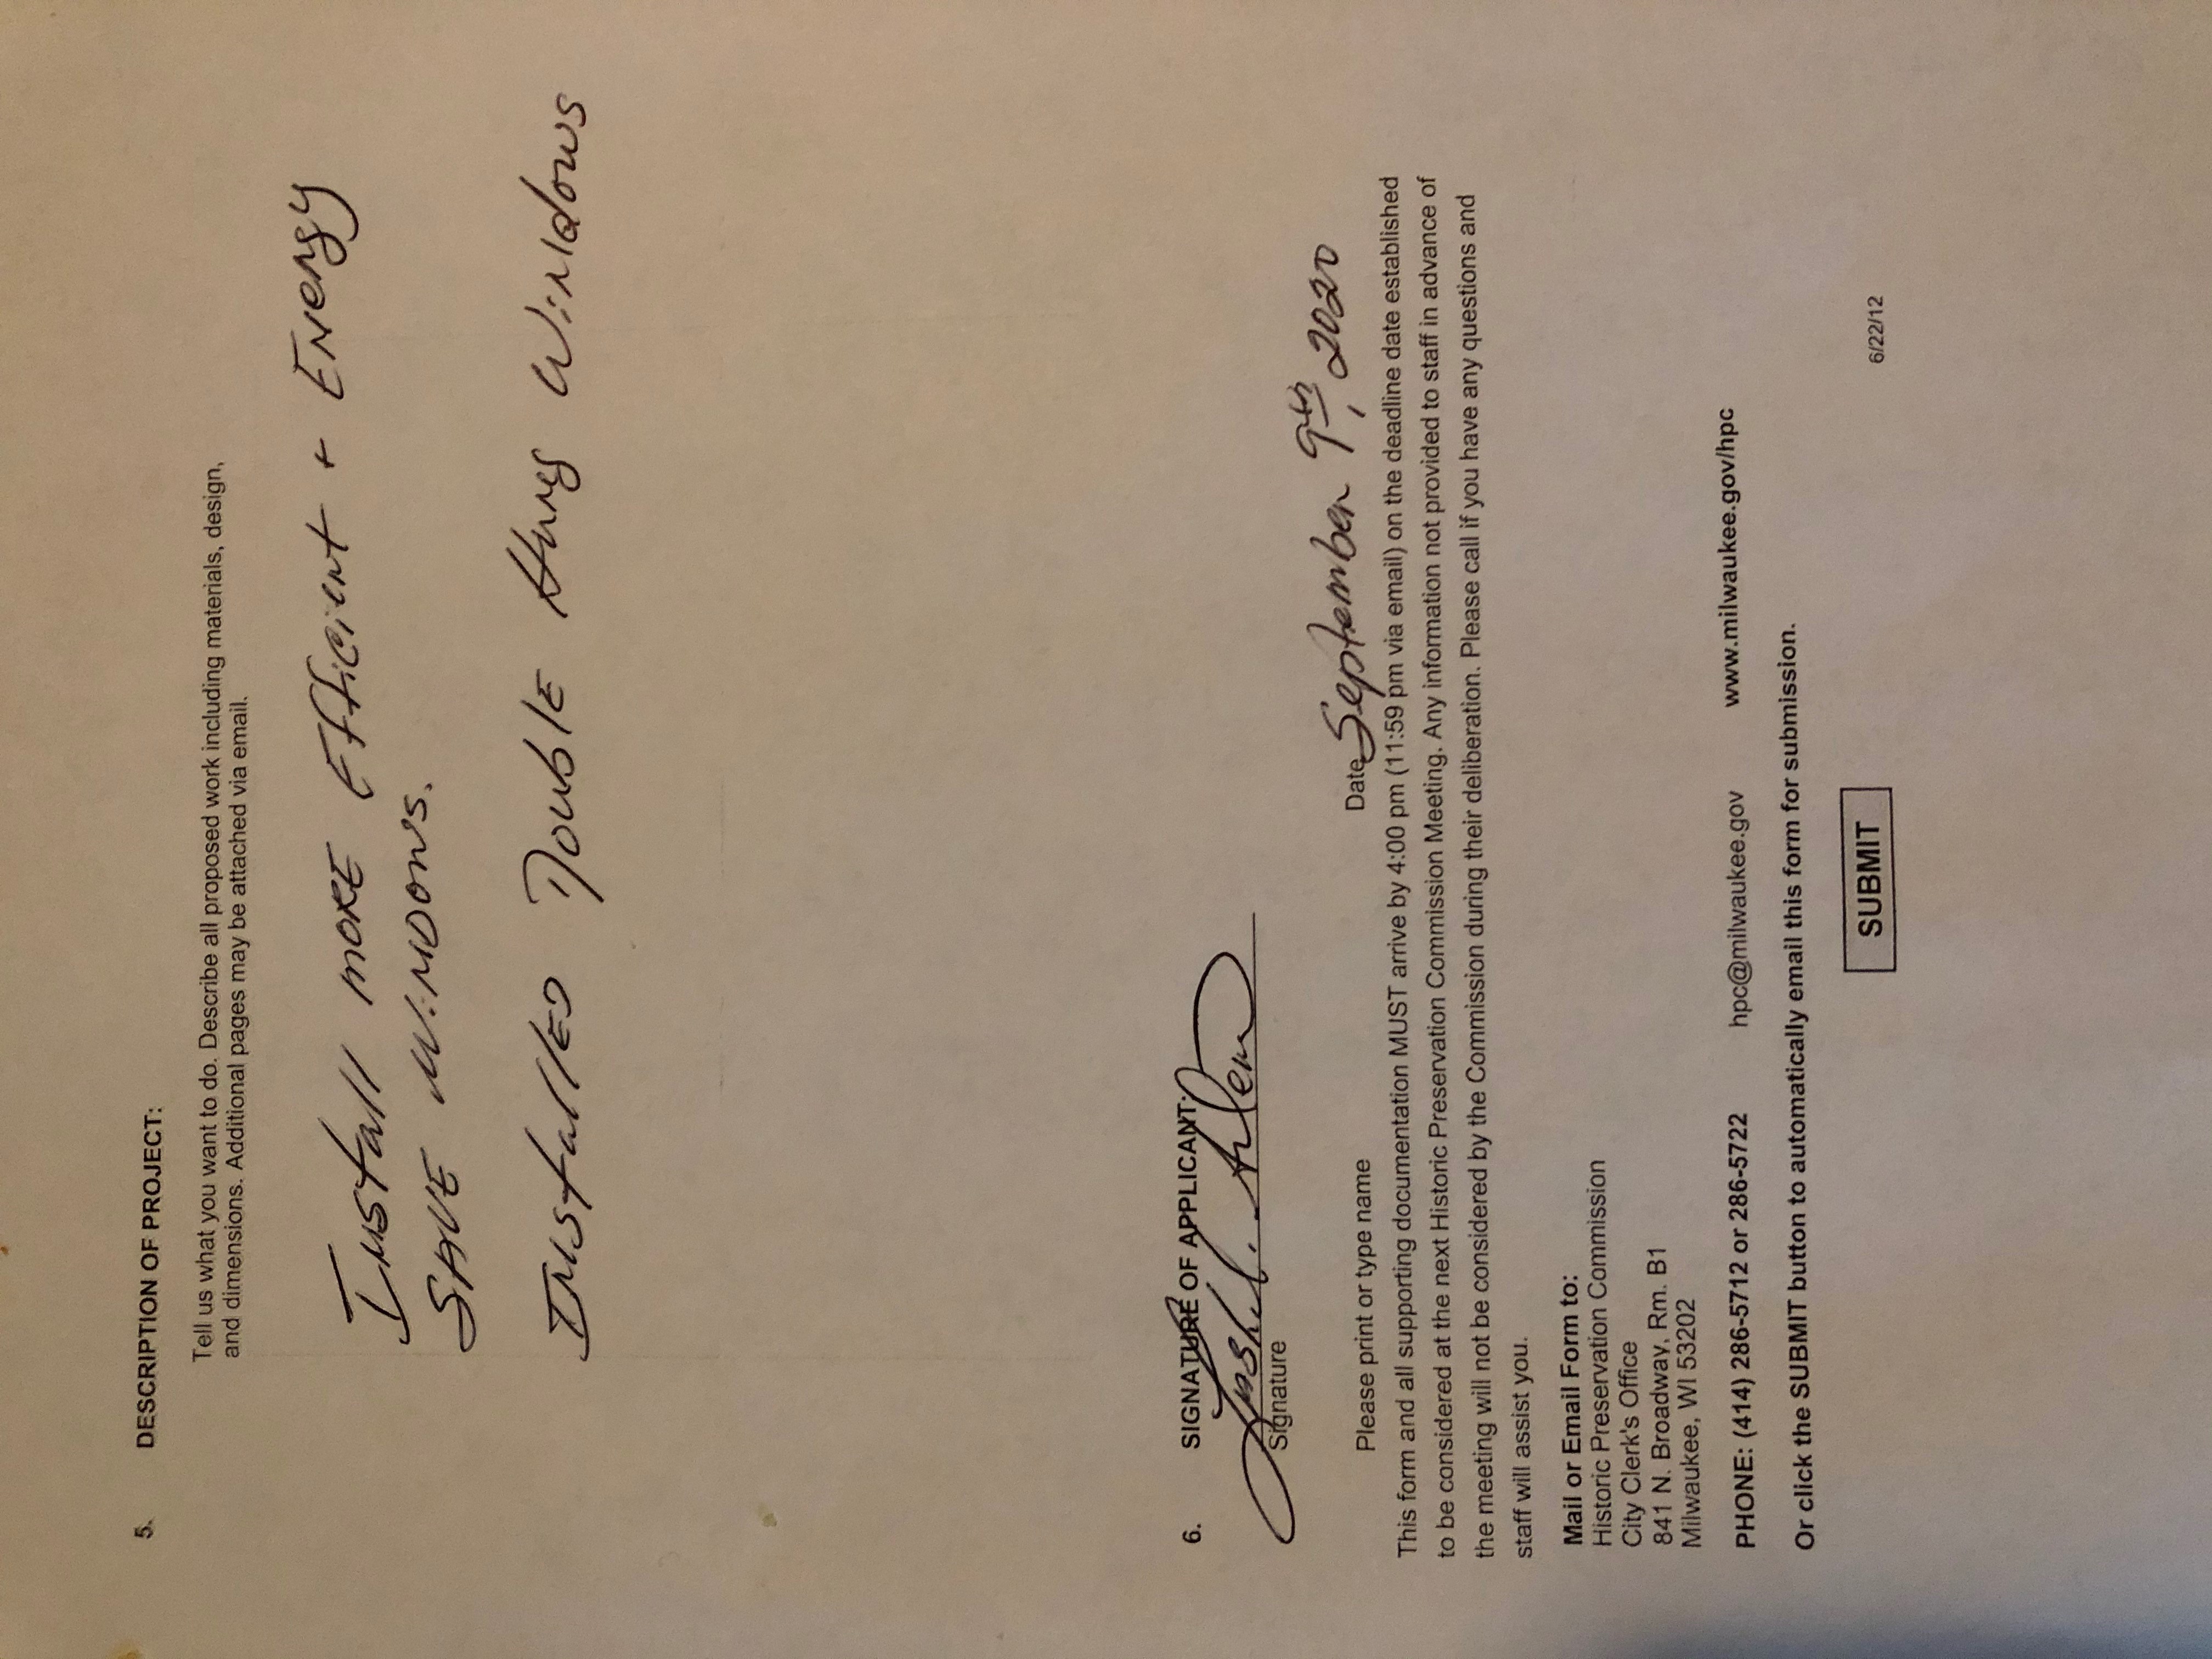 5. DESCRIPTION OF PROJECT:
Tell us what you want to do. Describe all proposed work including materials, design,
and dimensions. Additional pages may be attached via email.
Install more Efficient + Energy
SAVE Windows.
Installed Double Hung Windows
6. SIGNATURE OF APPLICANT:
Signature
Please print or type name Date September 9th, 2020
This form and all supporting documentation MUST arrive by 4:00 pm (11:59 pm via email) on the deadline date established
to be considered at the next Historic Preservation Commission Meeting. Any information not provided to staff in advance of
the meeting will not be considered by the Commission during their deliberation. Please call if you have any questions and
staff will assist you.
Mail or Email Form to:
Historic Preservation Commission
City Clerk's Office
841 N. Broadway, Rm. B1
Milwaukee, WI 53202
PHONE: (414) 286-5712 or 286-5722 hpc@milwaukee.gov www.milwaukee.gov/hpc
Or click the SUBMIT button to automatically email this form for submission.
SUBMIT
6/22/12